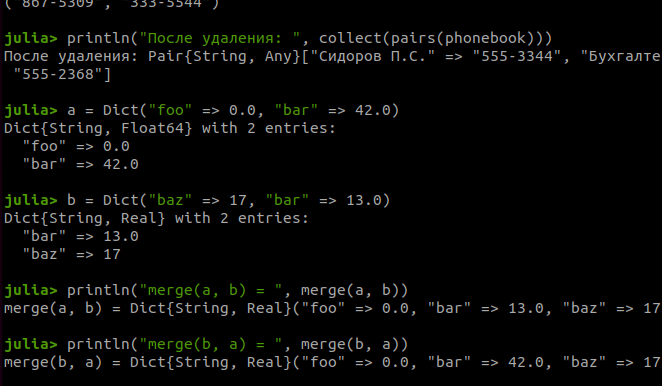 ("867-5309", "333-5544")
julia> println("После удаления: ", collect(pairs(phonebook)))
После удаления: Pair{String, Any}["Сидоров П.С." => "555-3344", "Бухгалте
"555-2368"]
julia> a = Dict("foo" => 0.0, "bar" => 42.0)
Dict{String, Float64} with 2 entries:
"foo" => 0.0
"bar" => 42.0
julia> b = Dict("baz" => 17, "bar" => 13.0)
Dict{String, Real} with 2 entries:
"bar" => 13.0
"baz" => 17
julia> println("merge(a, b) = ", merge(a, b))
merge(a, b) = Dict{String, Real}("foo" => 0.0, "bar" => 13.0, "baz" => 17
julia> println("merge(b, a) = ", merge(b, a))
merge(b, a) = Dict{String, Real}("foo" => 0.0, "bar" => 42.0, "baz" => 17